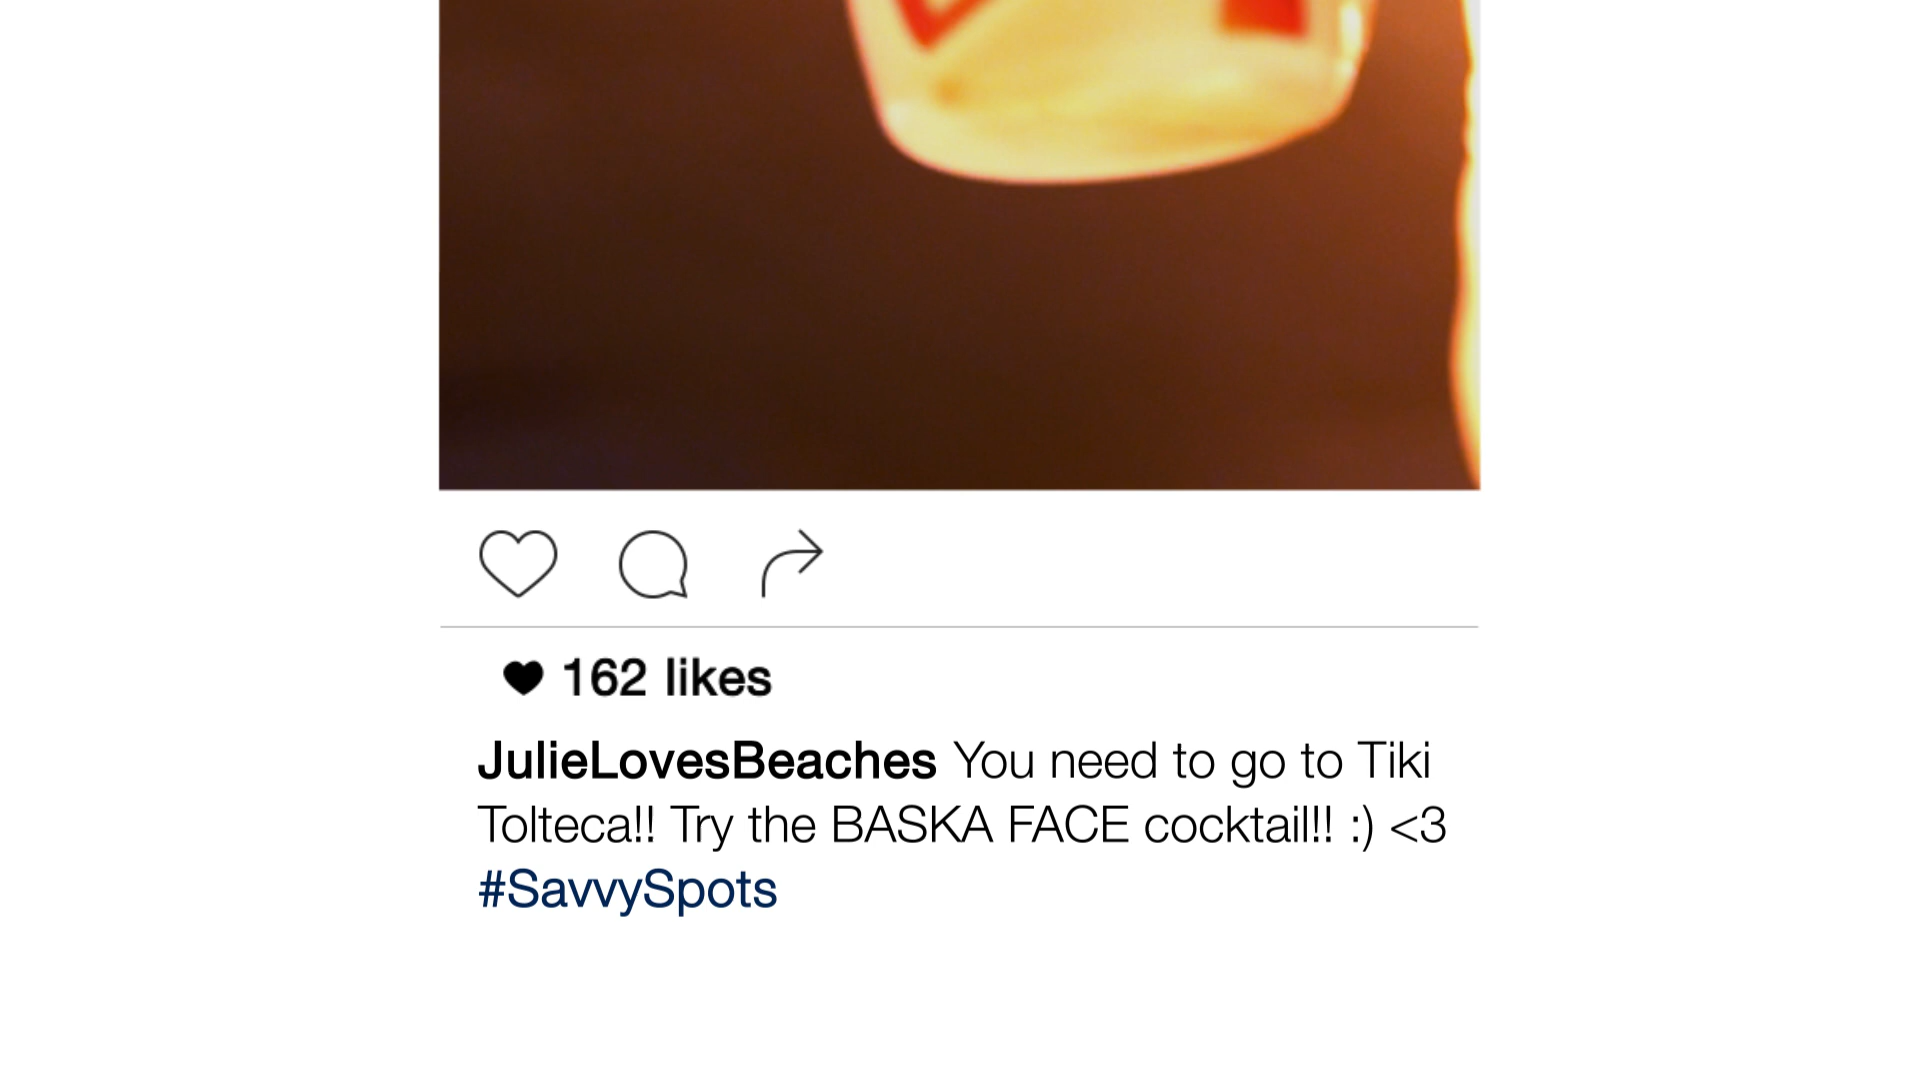 162 likes
JulieLovesBeaches You need to go to Tiki
Tolteca!! Try the BASKA FACE cocktail!! :) <3
#SavvySpots